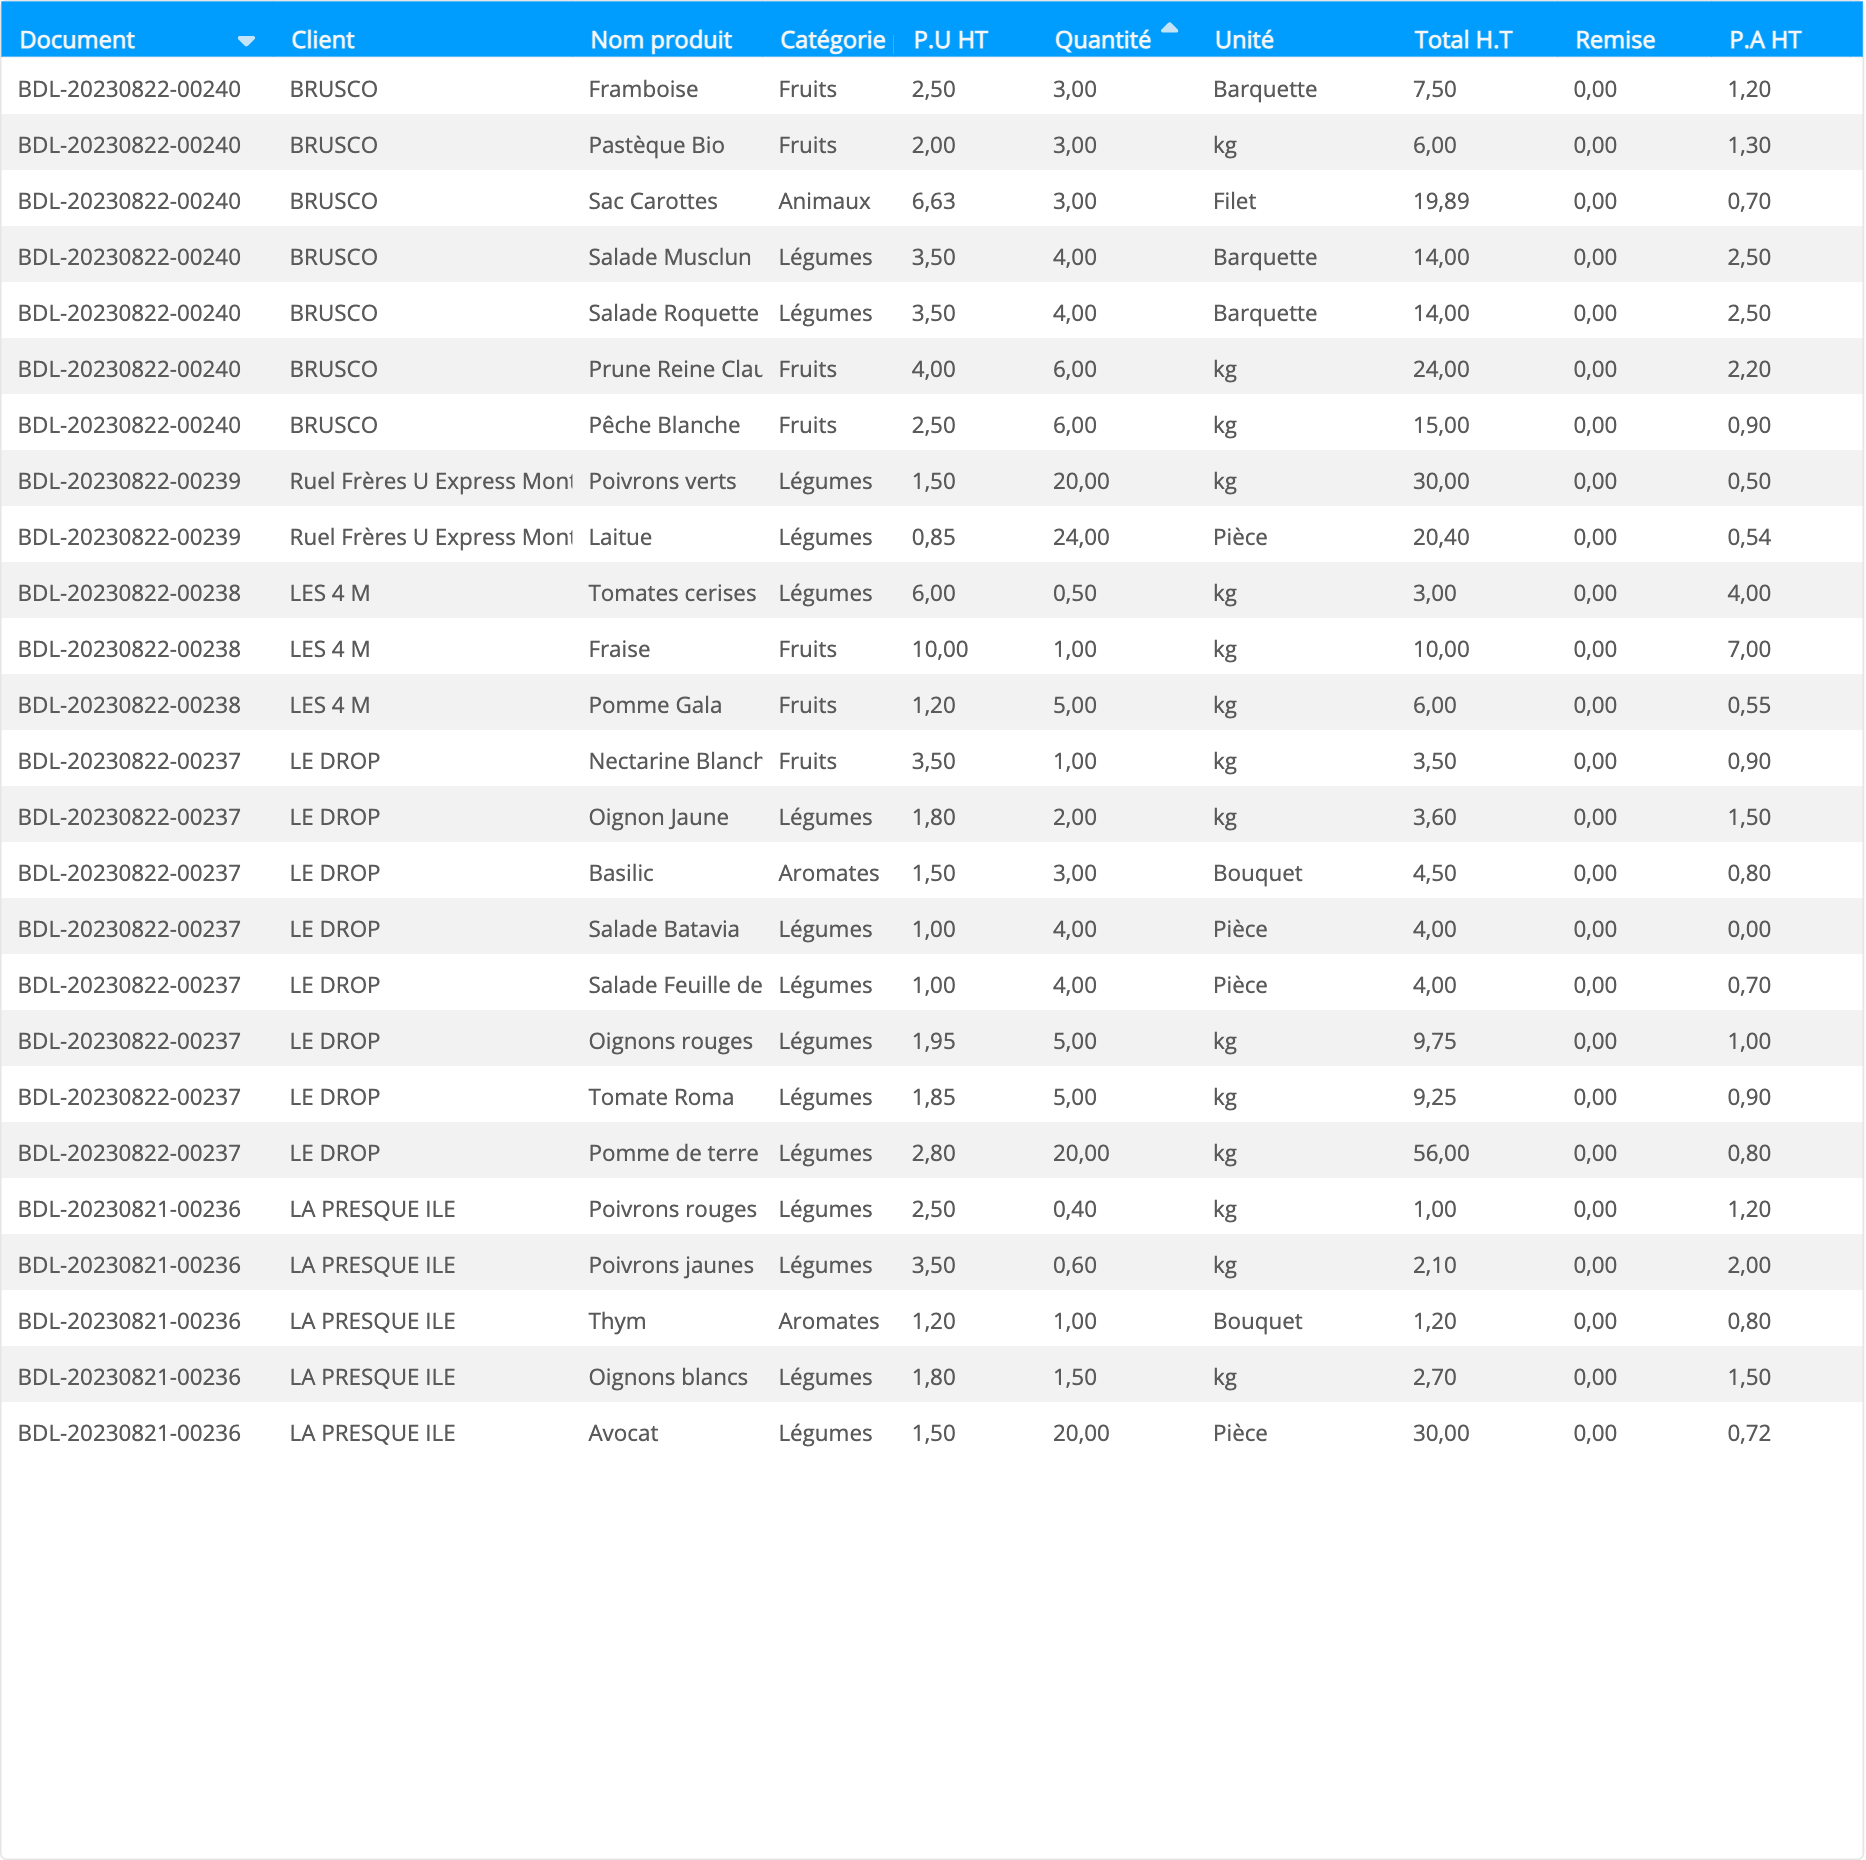 Document Client Nom produit Catégorie P.U HT Quantité Unité Total H.T Remise P.A HT
BDL-20230822-00240 BRUSCO Framboise Fruits 2,50 3,00 Barquette 7,50 0,00 1,20
BDL-20230822-00240 BRUSCO Pastèque Bio Fruits 2,00 3,00 kg 6,00 0,00 1,30
BDL-20230822-00240 BRUSCO Sac Carottes Animaux 6,63 3,00 Filet 19,89 0,00 0,70
BDL-20230822-00240 BRUSCO Salade Musclun Légumes 3,50 4,00 Barquette 14,00 0,00 2,50
BDL-20230822-00240 BRUSCO Salade Roquette Légumes 3,50 4,00 Barquette 14,00 0,00 2,50
BDL-20230822-00240 BRUSCO Prune Reine Clau Fruits 4,00 6,00 kg 24,00 0,00 2,20
BDL-20230822-00240 BRUSCO Pêche Blanche Fruits 2,50 6,00 kg 15,00 0,00 0,90
BDL-20230822-00239 Ruel Frères U Express Mont Poivrons verts Légumes 1,50 20,00 kg 30,00 0,00 0,50
BDL-20230822-00239 Ruel Frères U Express Mont Laitue Légumes 0,85 24,00 Pièce 20,40 0,00 0,54
BDL-20230822-00238 LES 4 M Tomates cerises Légumes 6,00 0,50 kg 3,00 0,00 4,00
BDL-20230822-00238 LES 4 M Fraise Fruits 10,00 1,00 kg 10,00 0,00 7,00
BDL-20230822-00238 LES 4 M Pomme Gala Fruits 1,20 5,00 kg 6,00 0,00 0,55
BDL-20230822-00237 LE DROP Nectarine Blanch Fruits 3,50 1,00 kg 3,50 0,00 0,90
BDL-20230822-00237 LE DROP Oignon Jaune Légumes 1,80 2,00 kg 3,60 0,00 1,50
BDL-20230822-00237 LE DROP Basilic Aromates 1,50 3,00 Bouquet 4,50 0,00 0,80
BDL-20230822-00237 LE DROP Salade Batavia Légumes 1,00 4,00 Pièce 4,00 0,00 0,00
BDL-20230822-00237 LE DROP Salade Feuille de Légumes 1,00 4,00 Pièce 4,00 0,00 0,70
BDL-20230822-00237 LE DROP Oignons rouges Légumes 1,95 5,00 kg 9,75 0,00 1,00
BDL-20230822-00237 LE DROP Tomate Roma Légumes 1,85 5,00 kg 9,25 0,00 0,90
BDL-20230822-00237 LE DROP Pomme de terre Légumes 2,80 20,00 kg 56,00 0,00 0,80
BDL-20230821-00236 LA PRESQUE ILE Poivrons rouges Légumes 2,50 0,40 kg 1,00 0,00 1,20
BDL-20230821-00236 LA PRESQUE ILE Poivrons jaunes Légumes 3,50 0,60 kg 2,10 0,00 2,00
BDL-20230821-00236 LA PRESQUE ILE Thym Aromates 1,20 1,00 Bouquet 1,20 0,00 0,80
BDL-20230821-00236 LA PRESQUE ILE Oignons blancs Légumes 1,80 1,50 kg 2,70 0,00 1,50
BDL-20230821-00236 LA PRESQUE ILE Avocat Légumes 1,50 20,00 Pièce 30,00 0,00 0,72